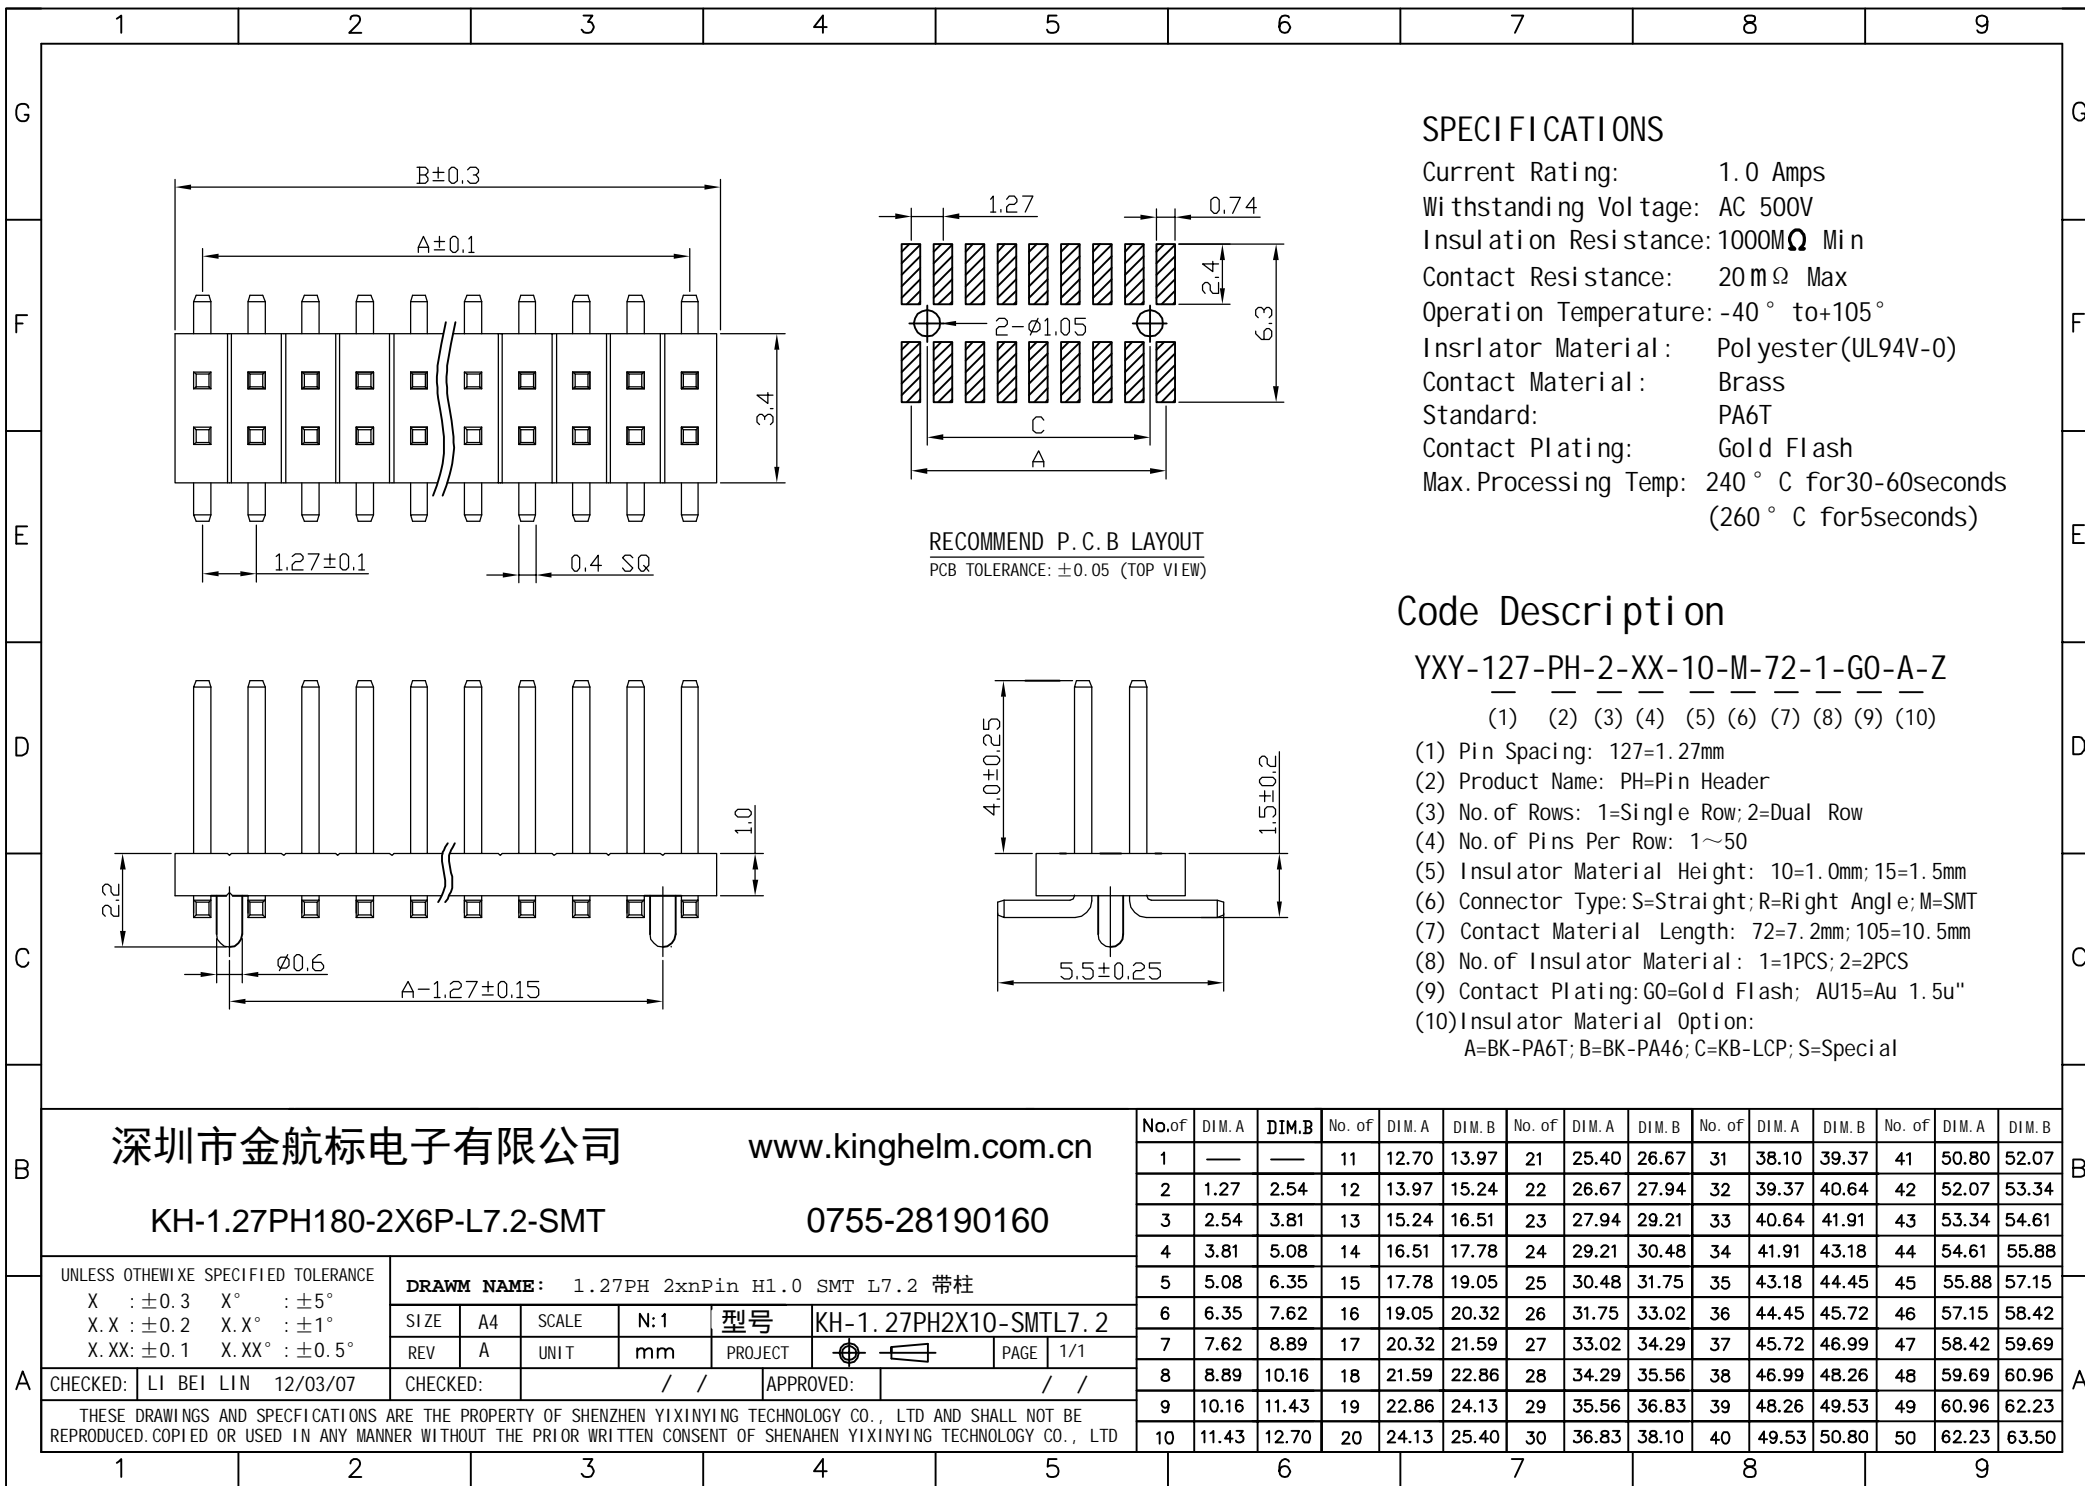 1 2 3 4 5 6 7 8 9
G G
F F
E E
D D
C C
B B
A A
B±0.3
A±0.1
3.4
1.27±0.1
0.4 SQ
1.27
0.74
2.4
6.3
2-ø1.05
C
A
RECOMMEND P.C.B LAYOUT
PCB TOLERANCE: ±0.05 (TOP VIEW)
2.2
1.0
ø0.6
A-1.27±0.15
4.0±0.25
1.5±0.2
5.5±0.25
SPECIFICATIONS
Current Rating: 1.0 Amps
Withstanding Voltage: AC 500V
Insulation Resistance: 1000MΩ Min
Contact Resistance: 20mΩ Max
Operation Temperature: -40° to+105°
Insrlator Material: Polyester(UL94V-0)
Contact Material: Brass
Standard: PA6T
Contact Plating: Gold Flash
Max.Processing Temp: 240° C for30-60seconds
(260° C for5seconds)
Code Description
YXY-127-PH-2-XX-10-M-72-1-G0-A-Z
(1) (2) (3) (4) (5) (6) (7) (8) (9) (10)
(1) Pin Spacing: 127=1.27mm
(2) Product Name: PH=Pin Header
(3) No.of Rows: 1=Single Row;2=Dual Row
(4) No.of Pins Per Row: 1~50
(5) Insulator Material Height: 10=1.0mm;15=1.5mm
(6) Connector Type:S=Straight;R=Right Angle;M=SMT
(7) Contact Material Length: 72=7.2mm;105=10.5mm
(8) No.of Insulator Material: 1=1PCS;2=2PCS
(9) Contact Plating:G0=Gold Flash; AU15=Au 1.5u"
(10)Insulator Material Option:
A=BK-PA6T;B=BK-PA46;C=KB-LCP;S=Special
深圳市金航标电子有限公司 www.kinghelm.com.cn
KH-1.27PH180-2X6P-L7.2-SMT 0755-28190160
UNLESS OTHEWIXE SPECIFIED TOLERANCE
X :±0.3 X° :±5°
X.X :±0.2 X.X° :±1°
X.XX:±0.1 X.XX° :±0.5°
DRAWM NAME: 1.27PH 2xnPin H1.0 SMT L7.2 带柱
SIZE A4 SCALE N:1 型号 KH-1.27PH2X10-SMTL7.2
REV A UNIT mm PROJECT PAGE 1/1
CHECKED: LI BEI LIN 12/03/07 CHECKED: / / APPROVED: / /
THESE DRAWINGS AND SPECFICATIONS ARE THE PROPERTY OF SHENZHEN YIXINYING TECHNOLOGY CO., LTD AND SHALL NOT BE
REPRODUCED.COPIED OR USED IN ANY MANNER WITHOUT THE PRIOR WRITTEN CONSENT OF SHENAHEN YIXINYING TECHNOLOGY CO., LTD
No.of DIM.A DIM.B No. of DIM.A DIM.B No. of DIM.A DIM.B No. of DIM.A DIM.B No. of DIM.A DIM.B
1 — — 11 12.70 13.97 21 25.40 26.67 31 38.10 39.37 41 50.80 52.07
2 1.27 2.54 12 13.97 15.24 22 26.67 27.94 32 39.37 40.64 42 52.07 53.34
3 2.54 3.81 13 15.24 16.51 23 27.94 29.21 33 40.64 41.91 43 53.34 54.61
4 3.81 5.08 14 16.51 17.78 24 29.21 30.48 34 41.91 43.18 44 54.61 55.88
5 5.08 6.35 15 17.78 19.05 25 30.48 31.75 35 43.18 44.45 45 55.88 57.15
6 6.35 7.62 16 19.05 20.32 26 31.75 33.02 36 44.45 45.72 46 57.15 58.42
7 7.62 8.89 17 20.32 21.59 27 33.02 34.29 37 45.72 46.99 47 58.42 59.69
8 8.89 10.16 18 21.59 22.86 28 34.29 35.56 38 46.99 48.26 48 59.69 60.96
9 10.16 11.43 19 22.86 24.13 29 35.56 36.83 39 48.26 49.53 49 60.96 62.23
10 11.43 12.70 20 24.13 25.40 30 36.83 38.10 40 49.53 50.80 50 62.23 63.50
1 2 3 4 5 6 7 8 9